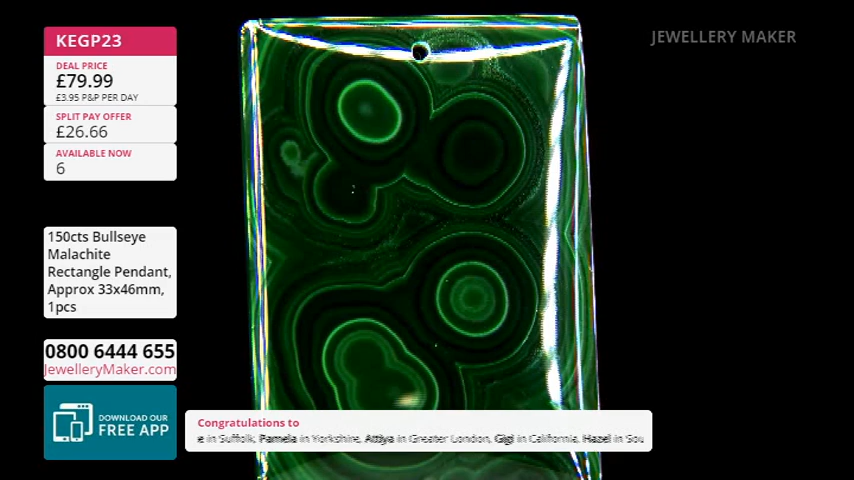 KEGP23
DEAL PRICE
£79.99
£3.95 P&P PER DAY
SPLIT PAY OFFER
£26.66
AVAILABLE NOW
6
150cts Bullseye
Malachite
Rectangle Pendant,
Approx 33x46mm,
1pcs
0800 6444 655
JewelleryMaker.com
DOWNLOAD OUR
FREE APP
JEWELLERY MAKER
Congratulations to
e in Suffolk, Pamela in Yorkshire, Attiya in Greater London, Gigi in California, Hazel in Sou